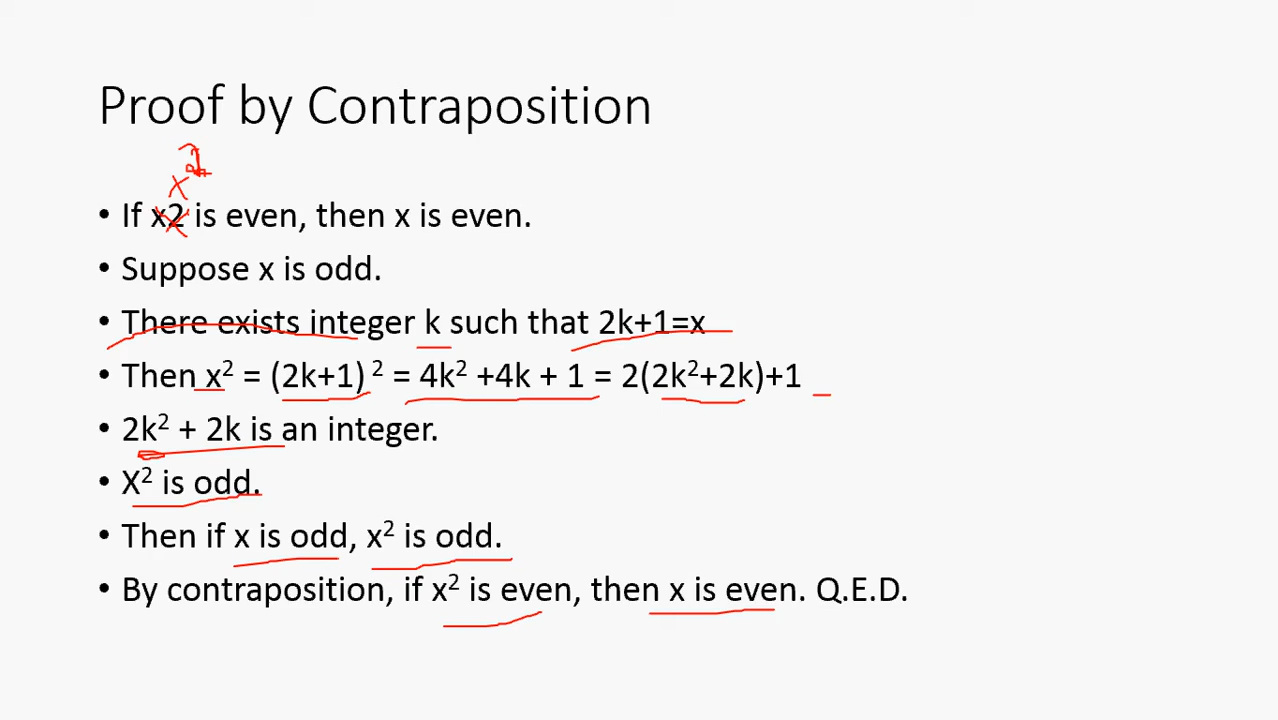 Proof by Contraposition
x²
• If x2 is even, then x is even.
• Suppose x is odd.
• There exists integer k such that 2k+1=x
• Then x² = (2k+1) ² = 4k² +4k + 1 = 2(2k²+2k)+1
• 2k² + 2k is an integer.
• X² is odd.
• Then if x is odd, x² is odd.
• By contraposition, if x² is even, then x is even. Q.E.D.